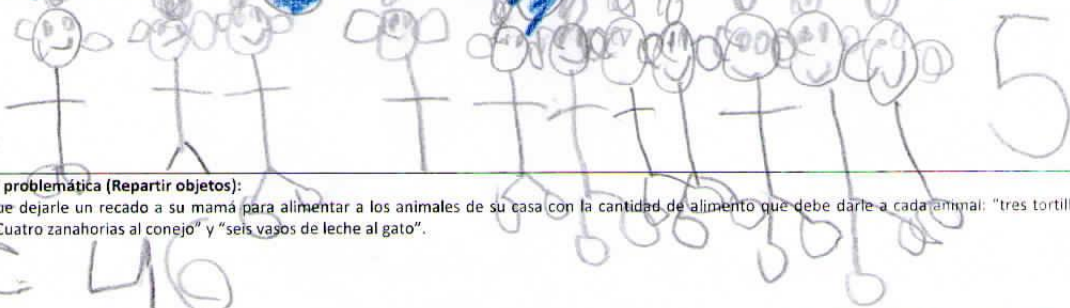 5
problemática (Repartir objetos):
ue dejarle un recado a su mamá para alimentar a los animales de su casa con la cantidad de alimento que debe darle a cada animal: "tres tortill
Cuatro zanahorias al conejo" y "seis vasos de leche al gato".
46